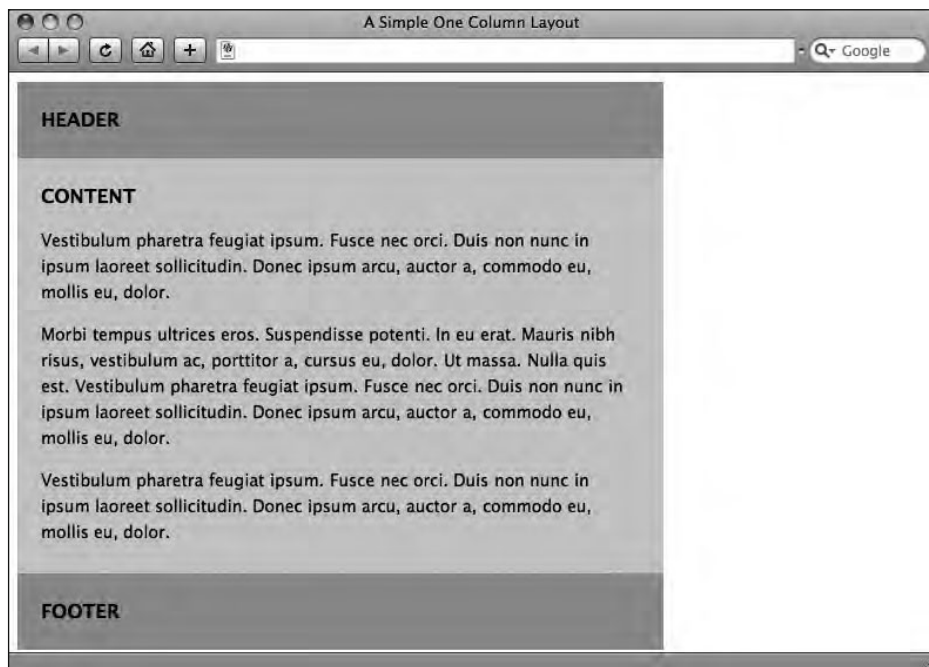 A Simple One Column Layout
Google
HEADER
CONTENT
Vestibulum pharetra feugiat ipsum. Fusce nec orci. Duis non nunc in
ipsum laoreet sollicitudin. Donec ipsum arcu, auctor a, commodo eu,
mollis eu, dolor.
Morbi tempus ultrices eros. Suspendisse potenti. In eu erat. Mauris nibh
risus, vestibulum ac, porttitor a, cursus eu, dolor. Ut massa. Nulla quis
est. Vestibulum pharetra feugiat ipsum. Fusce nec orci. Duis non nunc in
ipsum laoreet sollicitudin. Donec ipsum arcu, auctor a, commodo eu,
mollis eu, dolor.
Vestibulum pharetra feugiat ipsum. Fusce nec orci. Duis non nunc in
ipsum laoreet sollicitudin. Donec ipsum arcu, auctor a, commodo eu,
mollis eu, dolor.
FOOTER